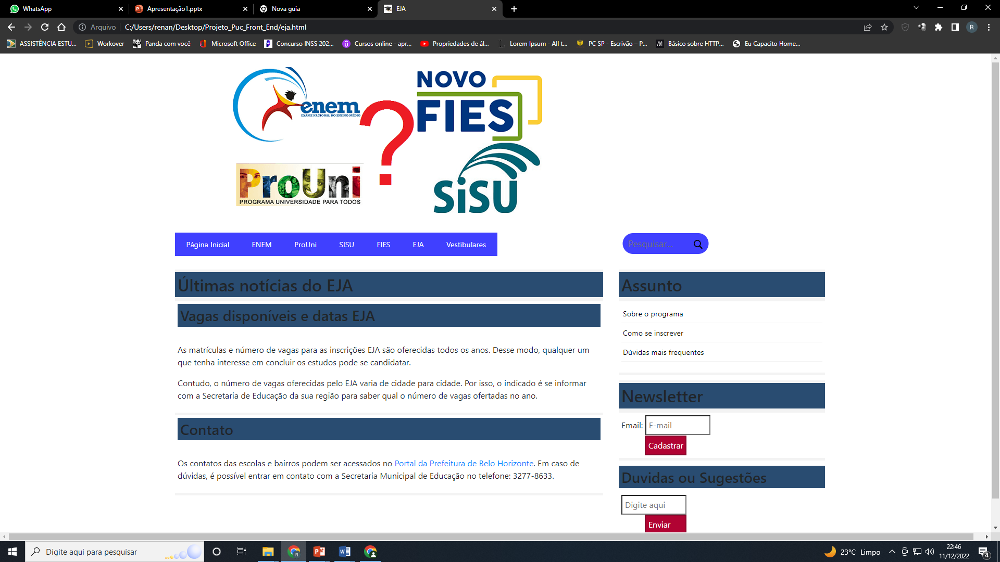 WhatsApp
Apresentação1.pptx
Nova guia
EJA
Arquivo
C:/Users/renan/Desktop/Projeto_Puc_Front_End/eja.html
R
ASSISTÊNCIA ESTU...
Workover
Panda com você
Microsoft Office
Concurso INSS 202...
Cursos online - apr...
Propriedades de ál...
Lorem Ipsum - All t...
PC SP - Escrivão – P...
Básico sobre HTTP...
Eu Capacito Home...
enem
EXAME NACIONAL DO ENSINO MÉDIO
?
NOVO
FIES
ProUni
PROGRAMA UNIVERSIDADE PARA TODOS
SiSU
Página Inicial
ENEM
ProUni
SISU
FIES
EJA
Vestibulares
Pesquisar...
Últimas notícias do EJA
Vagas disponíveis e datas EJA
As matrículas e número de vagas para as inscrições EJA são oferecidas todos os anos. Desse modo, qualquer um
que tenha interesse em concluir os estudos pode se candidatar.
Contudo, o número de vagas oferecidas pelo EJA varia de cidade para cidade. Por isso, o indicado é se informar
com a Secretaria de Educação da sua região para saber qual o número de vagas ofertadas no ano.
Contato
Os contatos das escolas e bairros podem ser acessados no Portal da Prefeitura de Belo Horizonte. Em caso de
dúvidas, é possível entrar em contato com a Secretaria Municipal de Educação no telefone: 3277-8633.
Assunto
Sobre o programa
Como se inscrever
Dúvidas mais frequentes
Newsletter
Email: E-mail
Cadastrar
Duvidas ou Sugestões
Digite aqui
Enviar
Digite aqui para pesquisar
23°C Limpo
22:46
11/12/2022
4